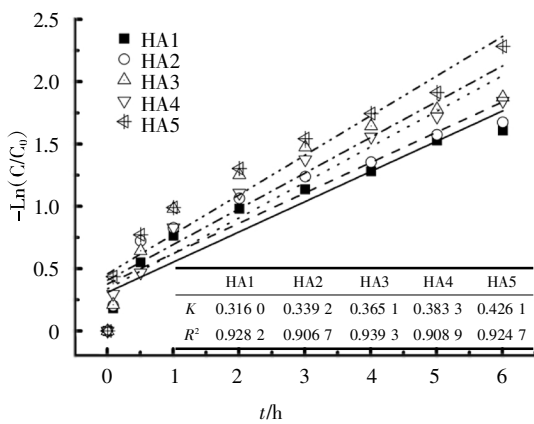 2.5
2.0
1.5
1.0
0.5
0
−Ln(C/C₀)
HA1
HA2
HA3
HA4
HA5
HA1 HA2 HA3 HA4 HA5
K 0.316 0 0.339 2 0.365 1 0.383 3 0.426 1
R² 0.928 2 0.906 7 0.939 3 0.908 9 0.924 7
0 1 2 3 4 5 6
t/h